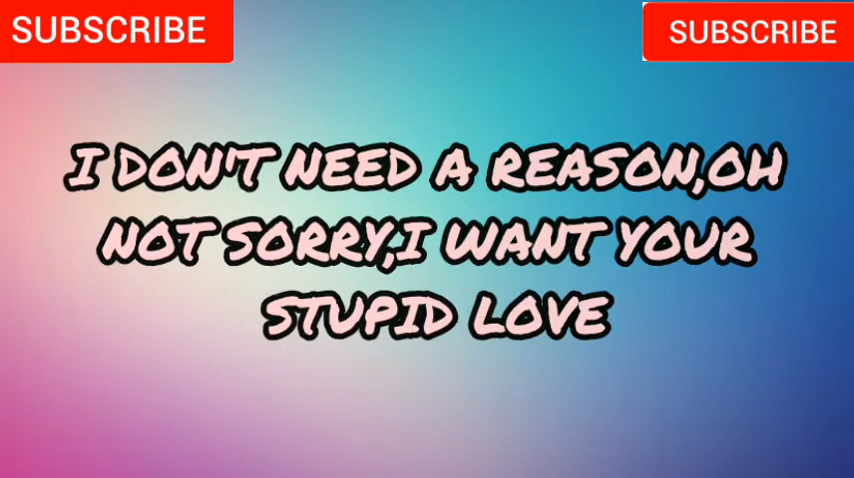 SUBSCRIBE
SUBSCRIBE
I DON'T NEED A REASON,OH
NOT SORRY,I WANT YOUR
STUPID LOVE